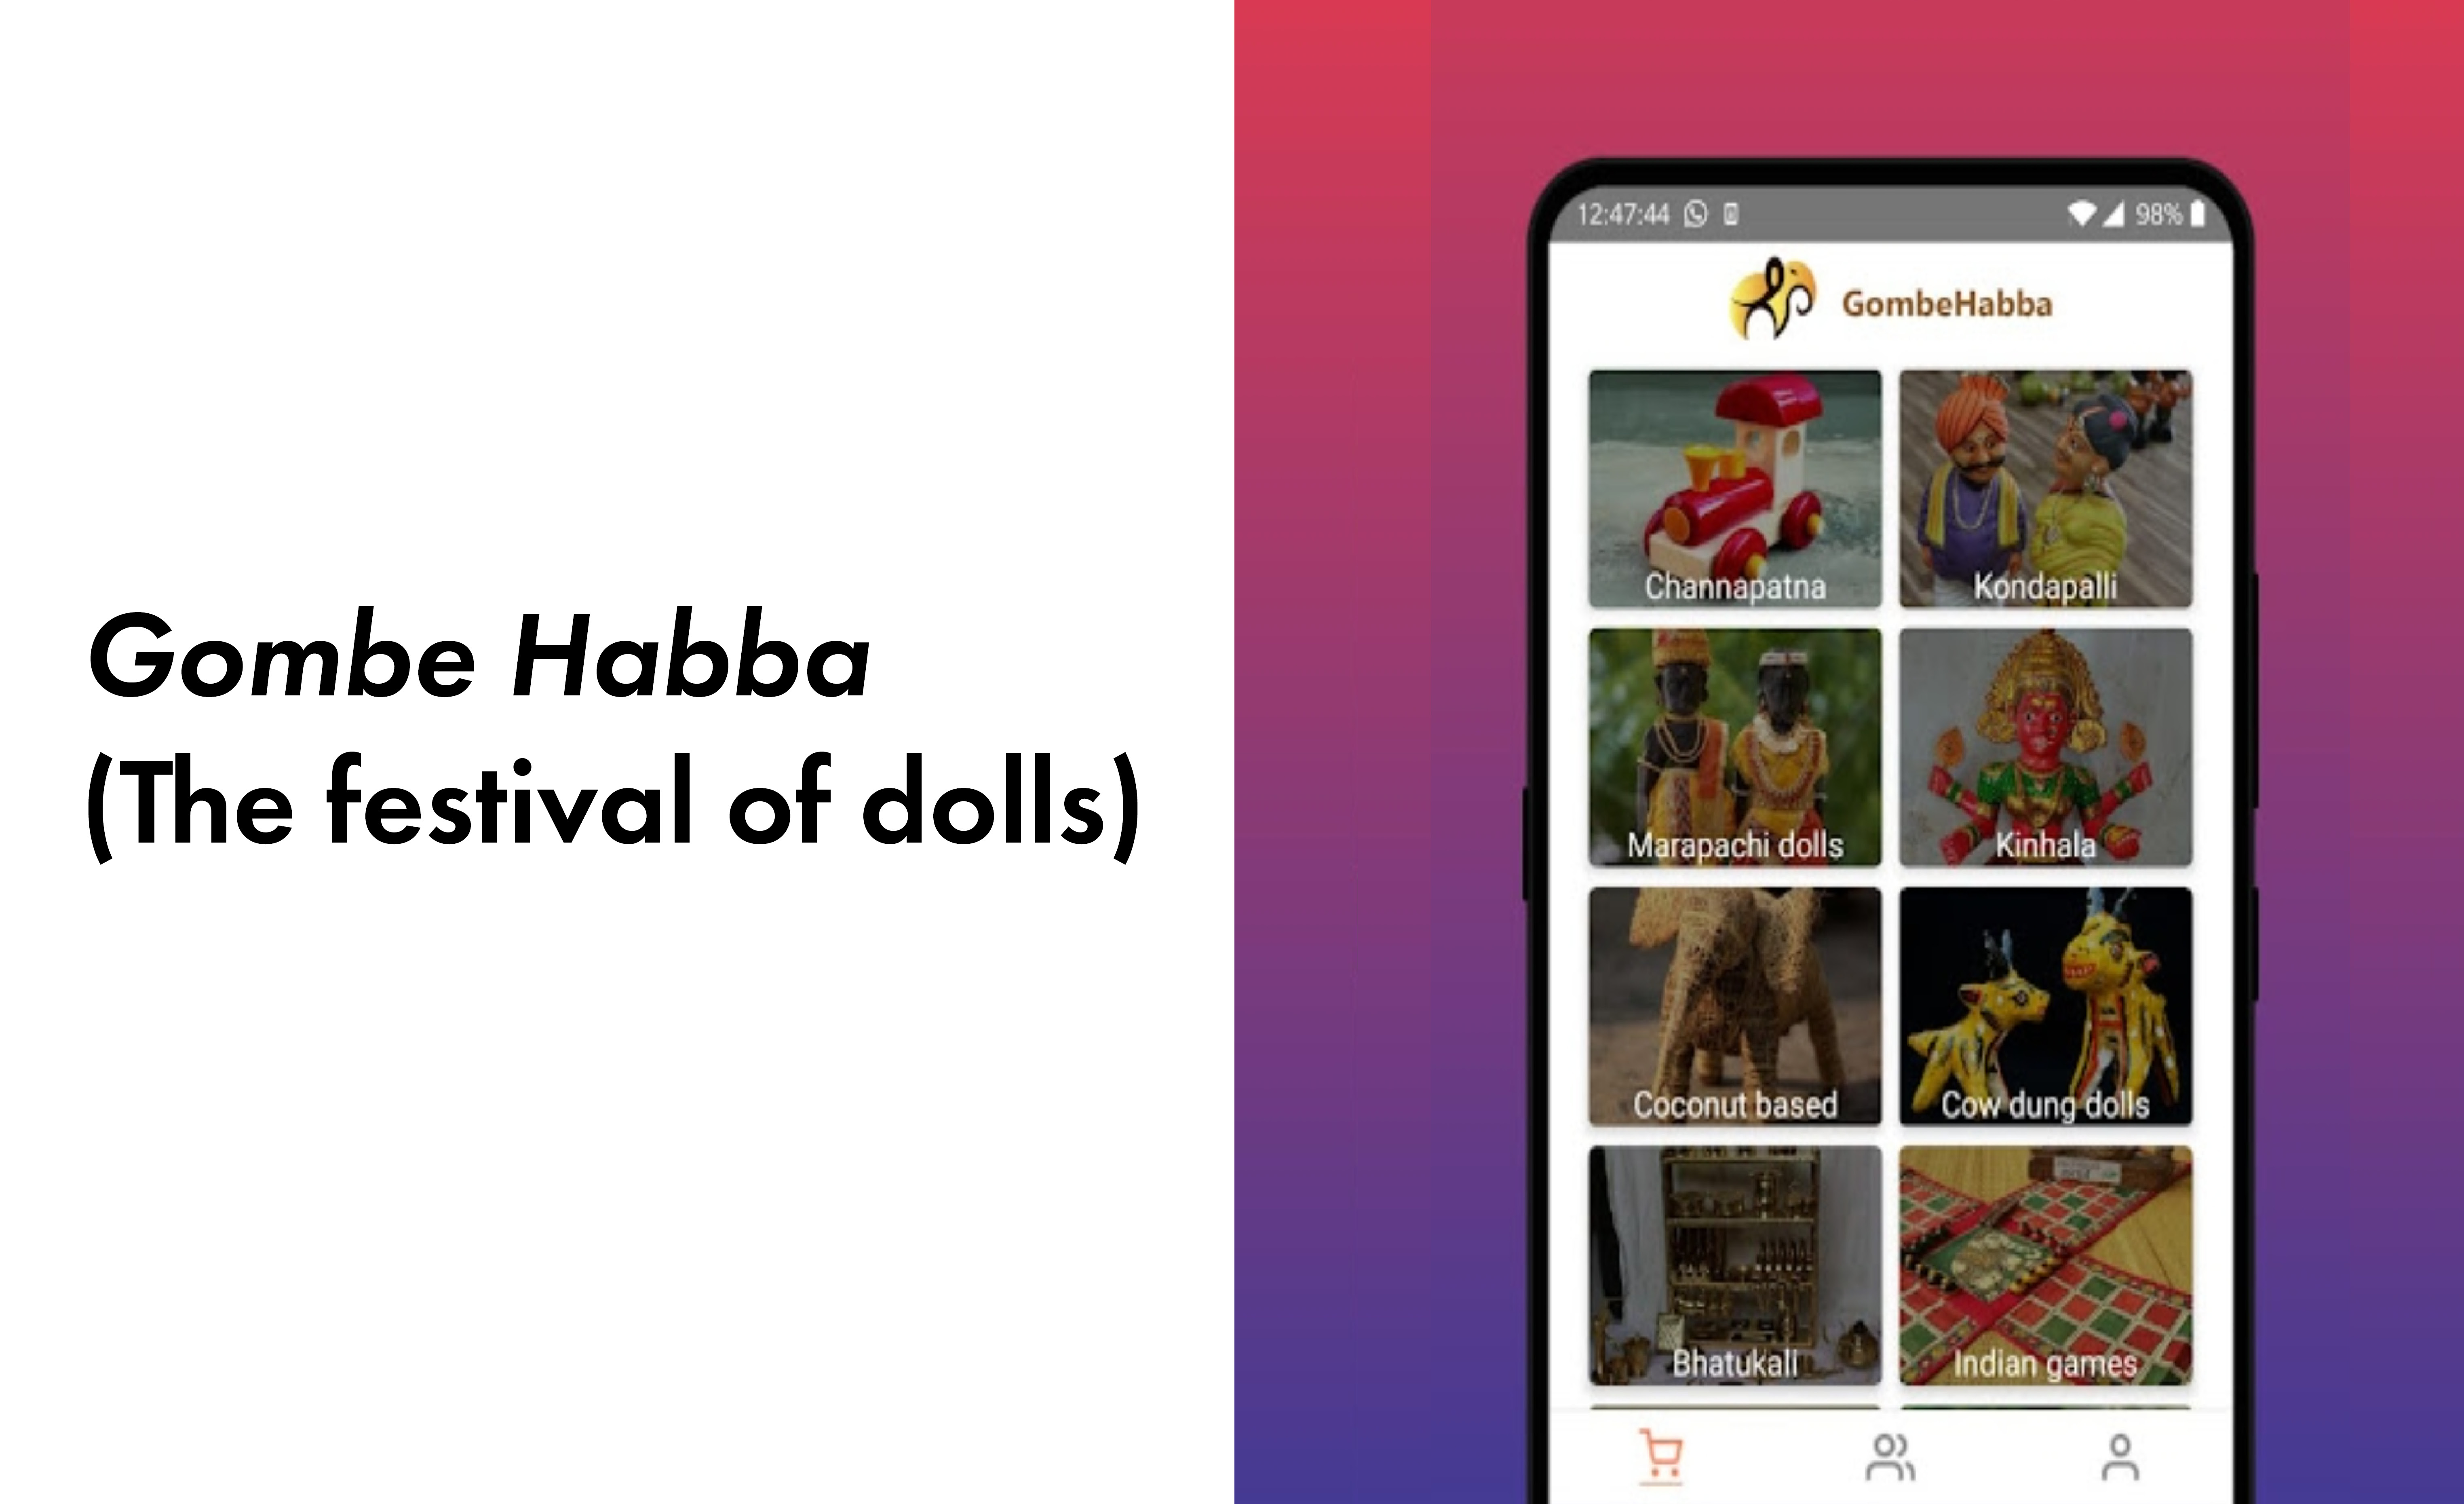 Gombe Habba
(The festival of dolls)
12:47:44
98%
GombeHabba
Channapatna
Kondapalli
Marapachi dolls
Kinhala
Coconut based
Cow dung dolls
Bhatukali
Indian games